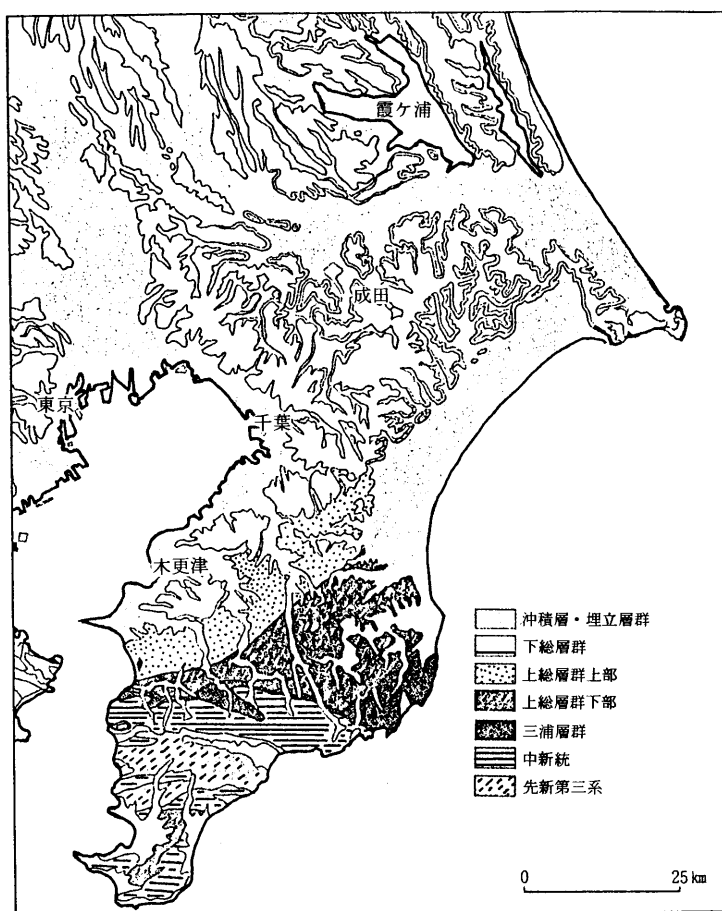 霞ケ浦
成田
東京
千葉
木更津
沖積層・埋立層群
下総層群
上総層群上部
上総層群下部
三浦層群
中新統
先新第三系
0 25km